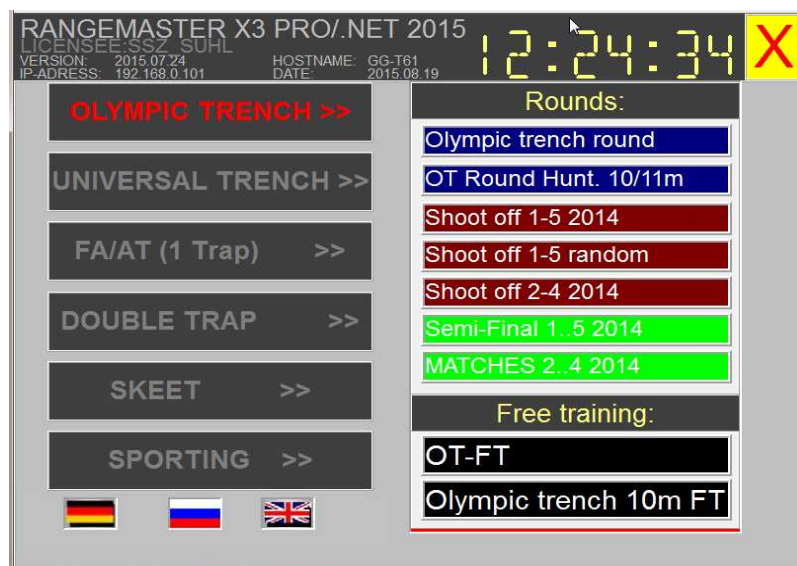 RANGEMASTER X3 PRO/.NET 2015
LICENSEE:SSZ_SUHL
VERSION: 2015.07.24 HOSTNAME: GG-T61
IP-ADRESS: 192.168.0.101 DATE: 2015.08.19
12:24:34
X
OLYMPIC TRENCH >>
UNIVERSAL TRENCH >>
FA/AT (1 Trap) >>
DOUBLE TRAP >>
SKEET >>
SPORTING >>
Rounds:
Olympic trench round
OT Round Hunt. 10/11m
Shoot off 1-5 2014
Shoot off 1-5 random
Shoot off 2-4 2014
Semi-Final 1..5 2014
MATCHES 2..4 2014
Free training:
OT-FT
Olympic trench 10m FT